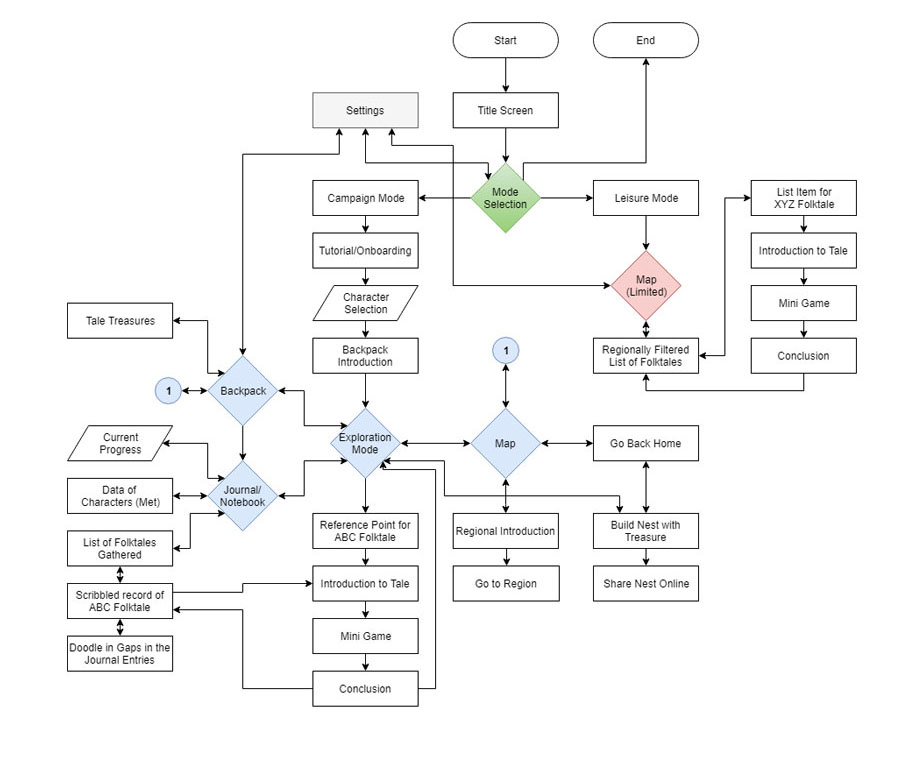 Start
End
Settings
Title Screen
Mode
Selection
Campaign Mode
Leisure Mode
List Item for
XYZ Folktale
Tutorial/Onboarding
Introduction to Tale
Map
(Limited)
Character
Selection
Mini Game
Tale Treasures
Backpack
Introduction
1
Regionally Filtered
List of Folktales
Conclusion
1
Backpack
Current
Progress
Exploration
Mode
Map
Go Back Home
Data of
Characters (Met)
Journal/
Notebook
Reference Point for
ABC Folktale
Regional Introduction
Build Nest with
Treasure
List of Folktales
Gathered
Introduction to Tale
Go to Region
Share Nest Online
Scribbled record of
ABC Folktale
Mini Game
Doodle in Gaps in the
Journal Entries
Conclusion